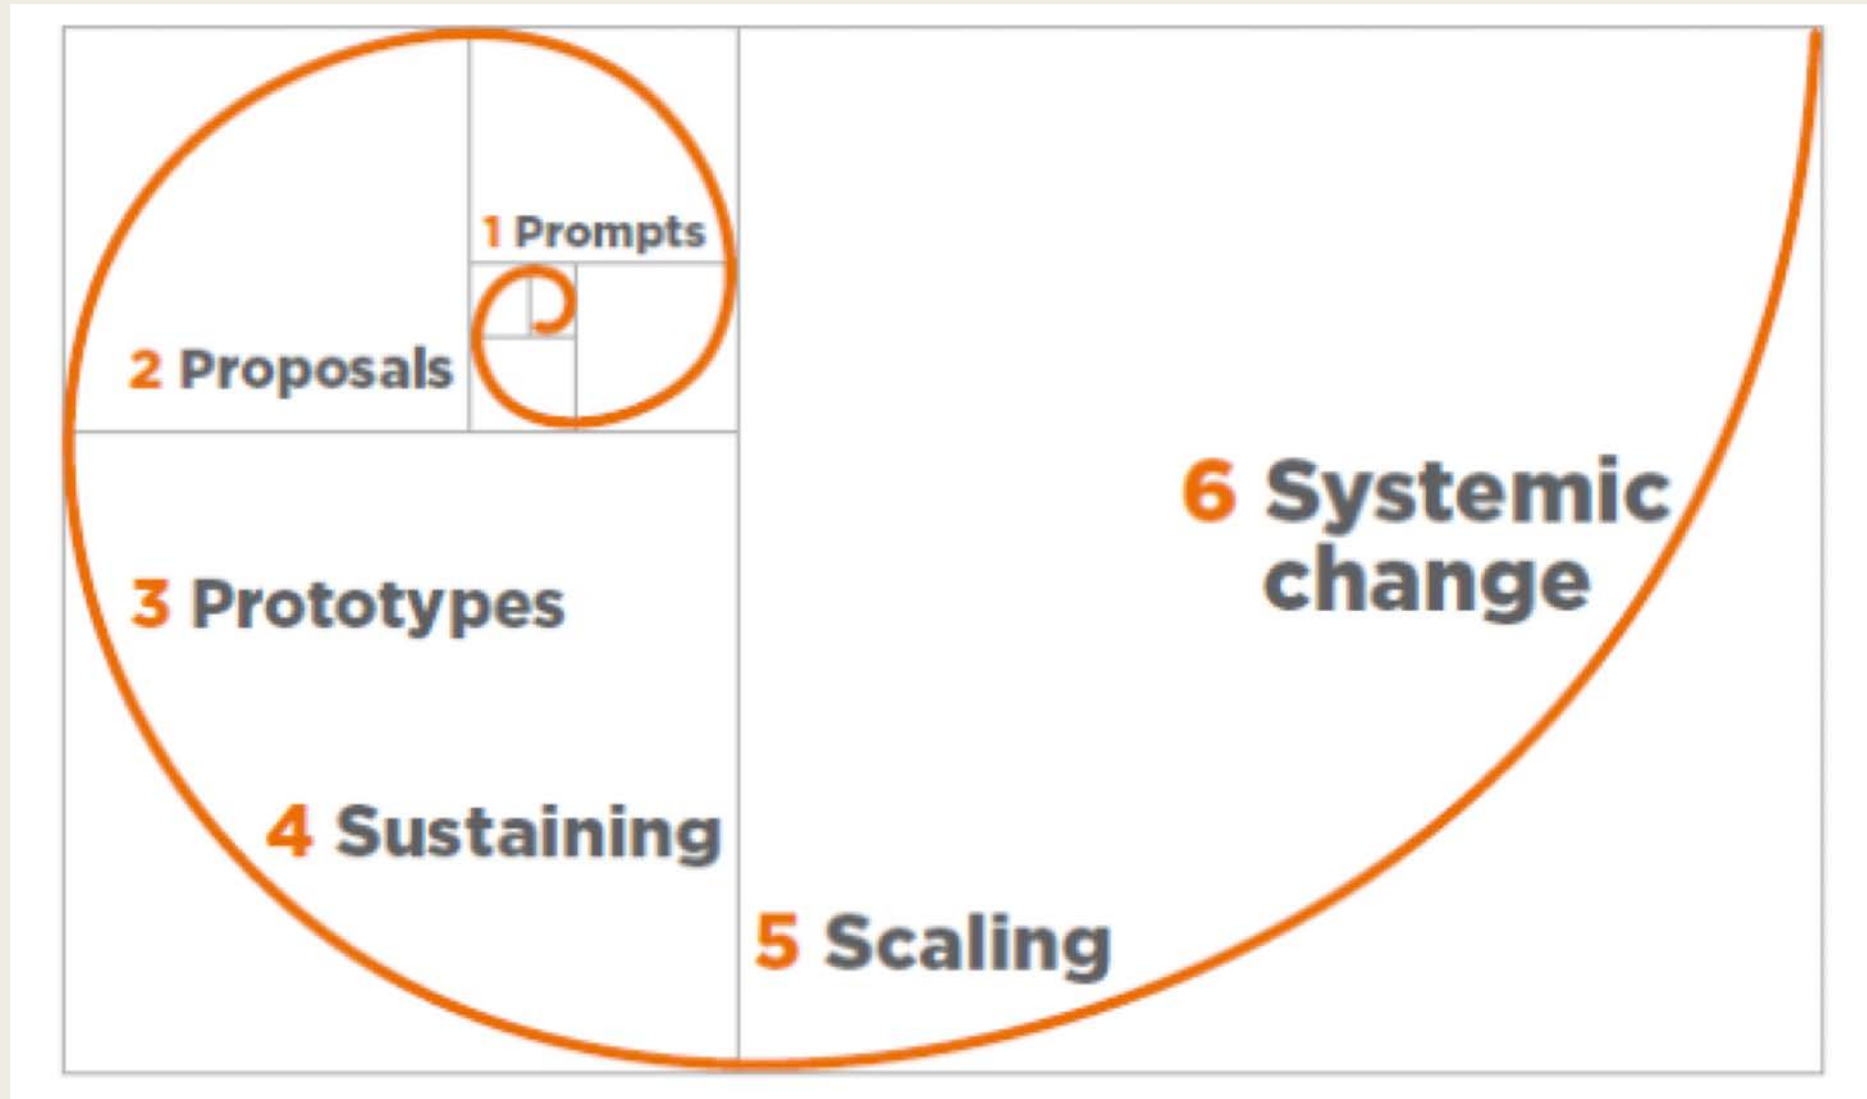 1 Prompts
2 Proposals
3 Prototypes
4 Sustaining
5 Scaling
6 Systemic
change